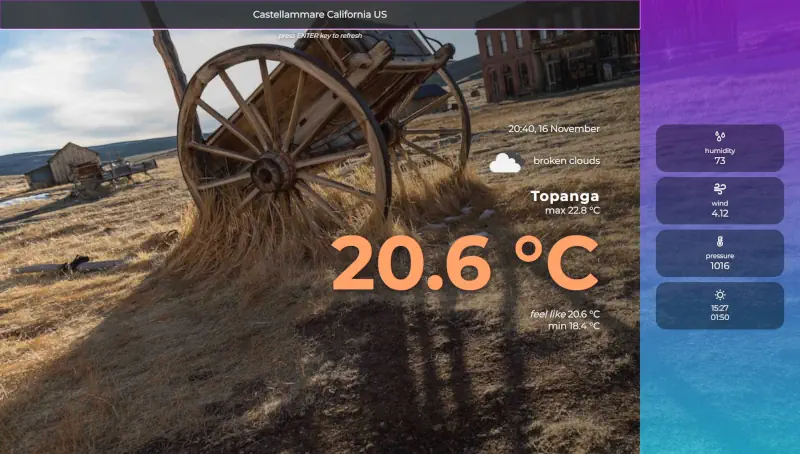 Castellammare California US
press ENTER key to refresh
20:40, 16 November
broken clouds
Topanga
max 22.8 °C
20.6 °C
feel like 20.6 °C
min 18.4 °C
humidity
73
wind
4.12
pressure
1016
15:27
01:50